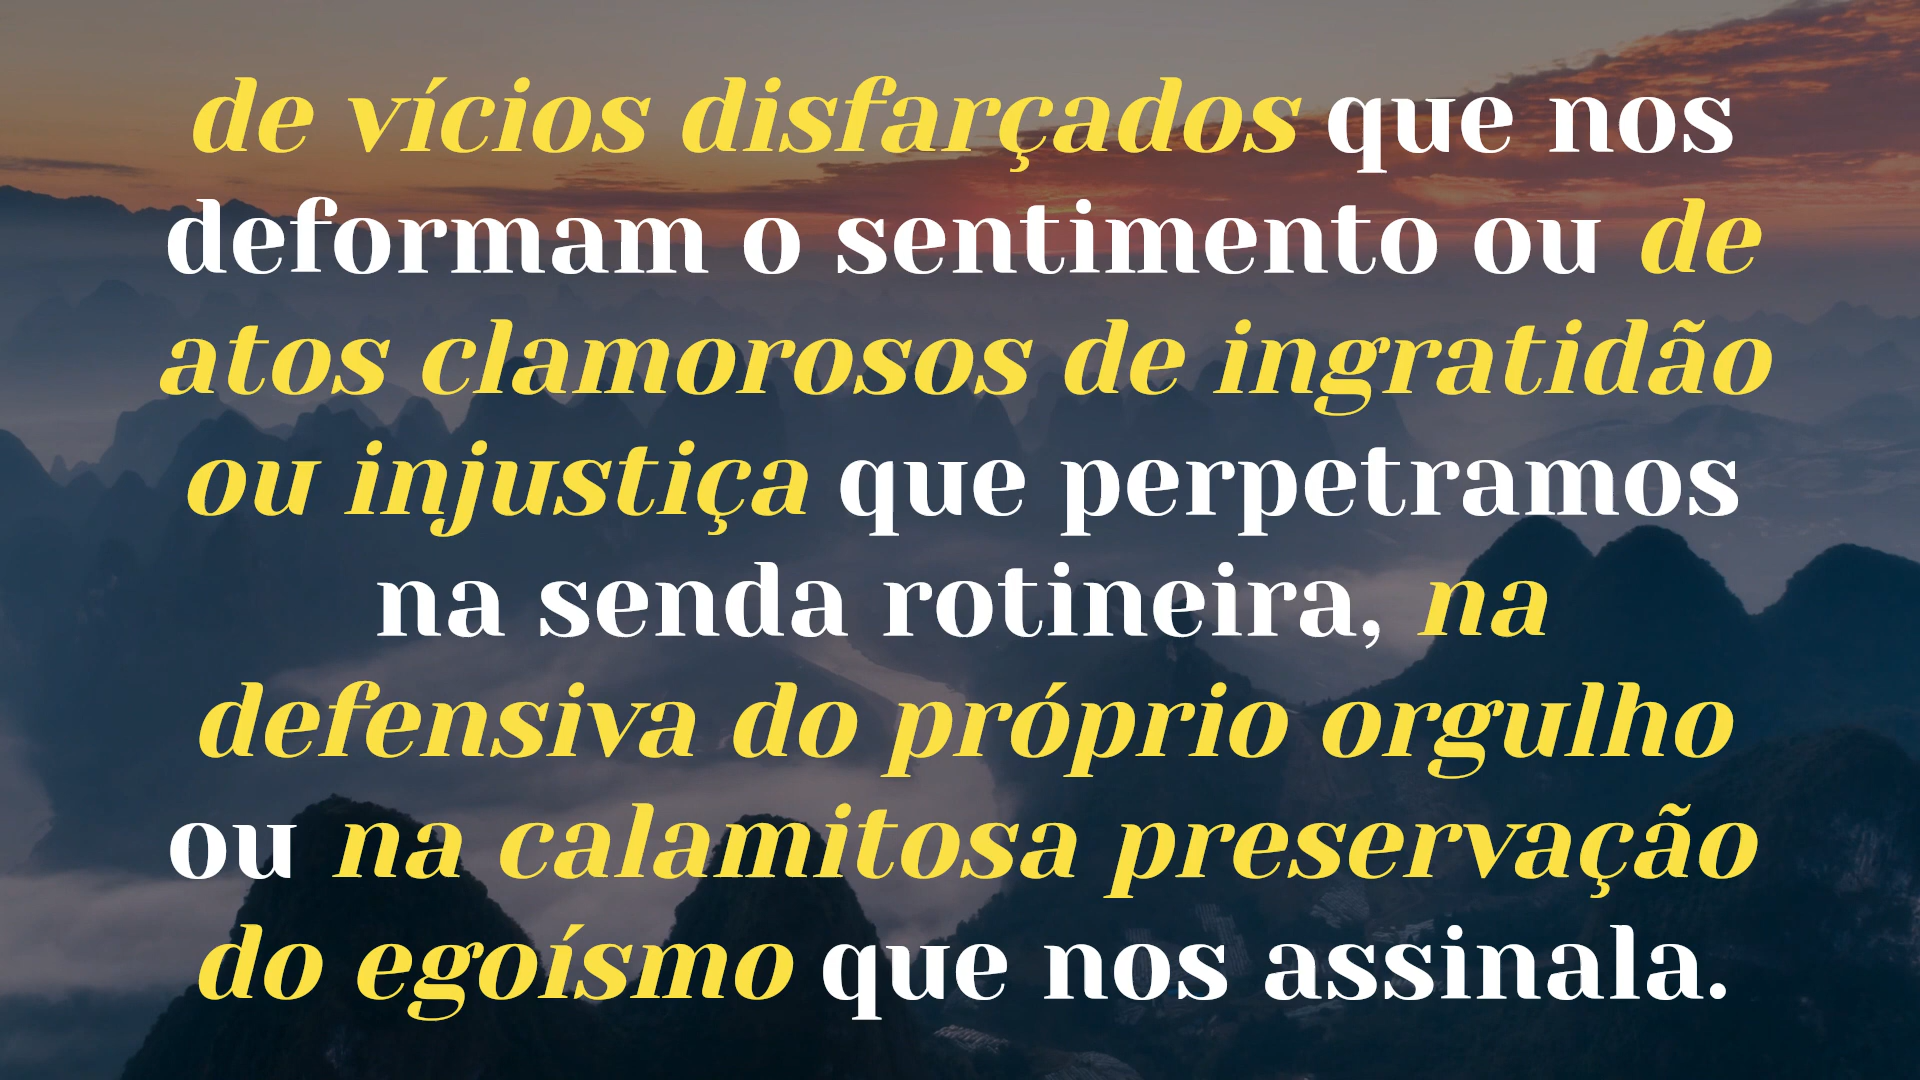 de vícios disfarçados que nos
deformam o sentimento ou de
atos clamorosos de ingratidão
ou injustiça que perpetramos
na senda rotineira, na
defensiva do próprio orgulho
ou na calamitosa preservação
do egoísmo que nos assinala.